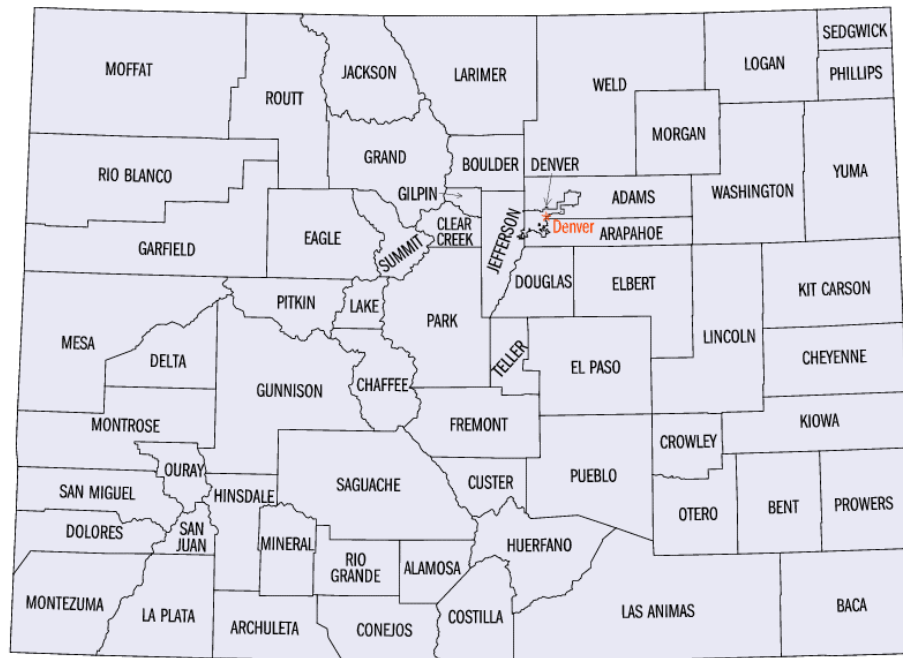 SEDGWICK
MOFFAT
JACKSON
LARIMER
LOGAN
PHILLIPS
ROUTT
WELD
MORGAN
GRAND
BOULDER
DENVER
RIO BLANCO
YUMA
WASHINGTON
GILPIN
ADAMS
CLEAR
CREEK
Denver
ARAPAHOE
EAGLE
GARFIELD
SUMMIT
JEFFERSON
DOUGLAS
ELBERT
KIT CARSON
PITKIN
LAKE
PARK
LINCOLN
MESA
DELTA
TELLER
EL PASO
CHEYENNE
GUNNISON
CHAFFEE
MONTROSE
FREMONT
KIOWA
CROWLEY
OURAY
SAN MIGUEL
HINSDALE
SAGUACHE
CUSTER
PUEBLO
OTERO
BENT
PROWERS
DOLORES
SAN
JUAN
MINERAL
RIO
GRANDE
ALAMOSA
HUERFANO
MONTEZUMA
LA PLATA
ARCHULETA
CONEJOS
COSTILLA
LAS ANIMAS
BACA